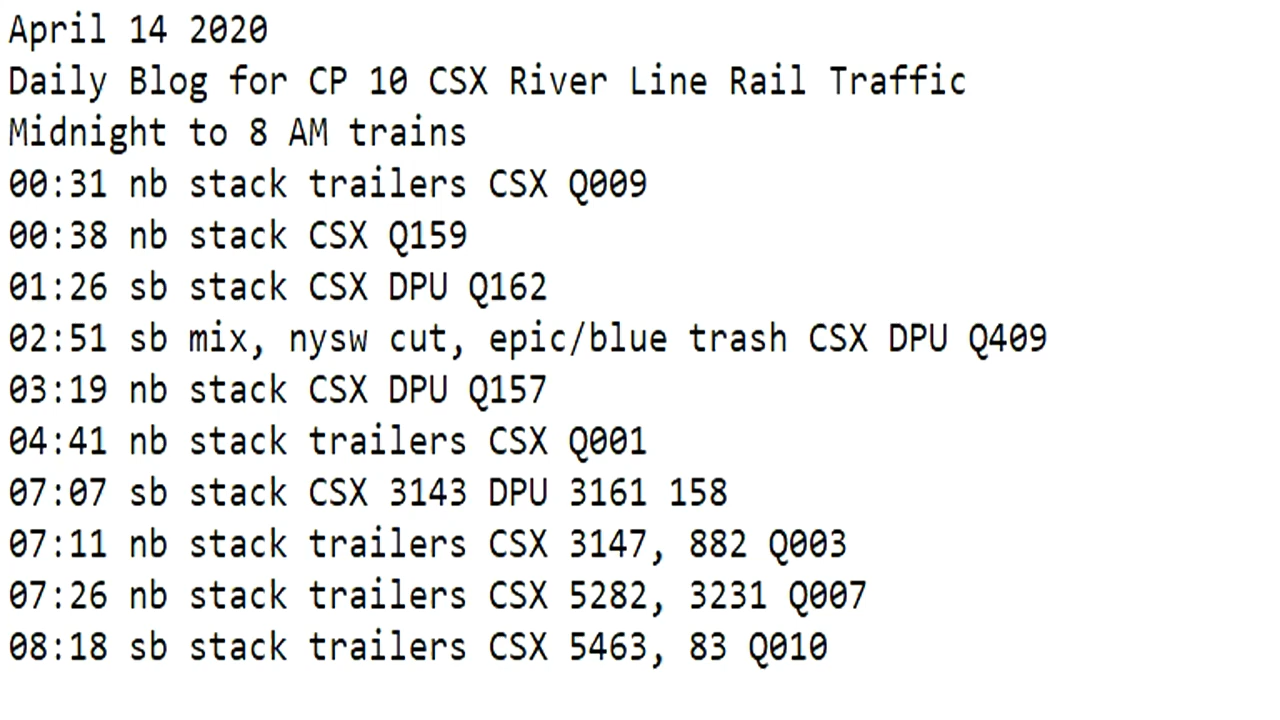 April 14 2020
Daily Blog for CP 10 CSX River Line Rail Traffic
Midnight to 8 AM trains
00:31 nb stack trailers CSX Q009
00:38 nb stack CSX Q159
01:26 sb stack CSX DPU Q162
02:51 sb mix, nysw cut, epic/blue trash CSX DPU Q409
03:19 nb stack CSX DPU Q157
04:41 nb stack trailers CSX Q001
07:07 sb stack CSX 3143 DPU 3161 158
07:11 nb stack trailers CSX 3147, 882 Q003
07:26 nb stack trailers CSX 5282, 3231 Q007
08:18 sb stack trailers CSX 5463, 83 Q010